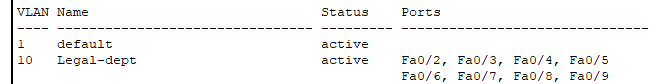 VLAN Name                             Status    Ports
---- -------------------------------- --------- -------------------------------
1    default                          active
10   Legal-dept                       active    Fa0/2, Fa0/3, Fa0/4, Fa0/5
                                                Fa0/6, Fa0/7, Fa0/8, Fa0/9